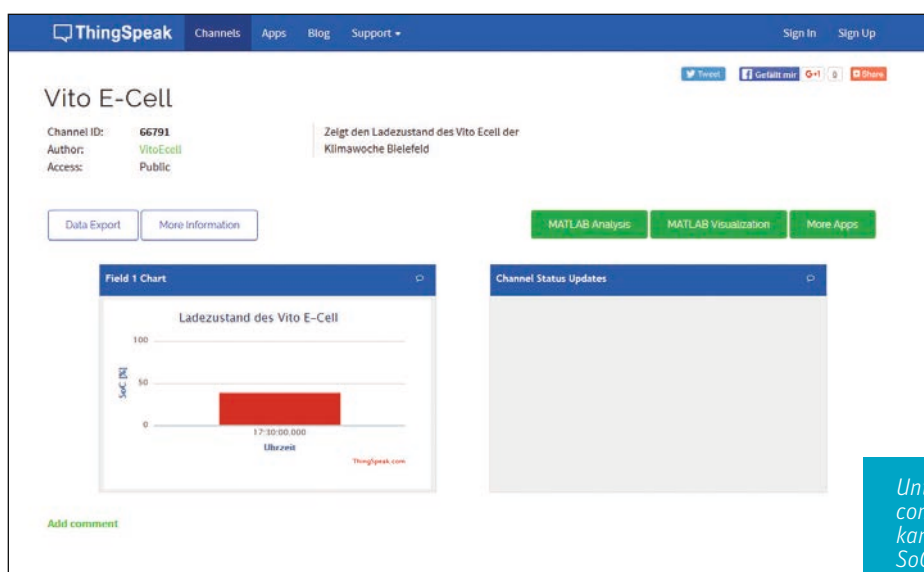 ThingSpeak Channels Apps Blog Support Sign In Sign Up
Tweet Gefällt mir G+1 0 Share
Vito E-Cell
Channel ID: 66791
Author: VitoEcell
Access: Public
Zeigt den Ladezustand des Vito Ecell der
Klimawoche Bielefeld
Data Export More Information MATLAB Analysis MATLAB Visualization More Apps
Field 1 Chart
Ladezustand des Vito E-Cell
100
50
0
SoC [%]
17:30:00.000
Uhrzeit
ThingSpeak.com
Channel Status Updates
Add comment